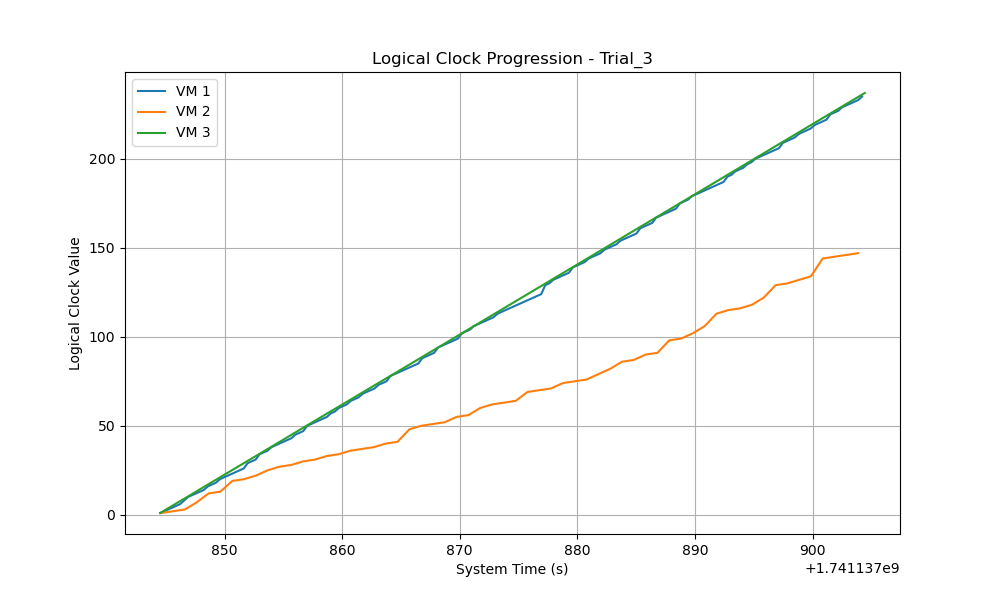 Logical Clock Progression - Trial_3
VM 1
VM 2
VM 3
Logical Clock Value
200
150
100
50
0
850
860
870
880
890
900
System Time (s)
+1.741137e9